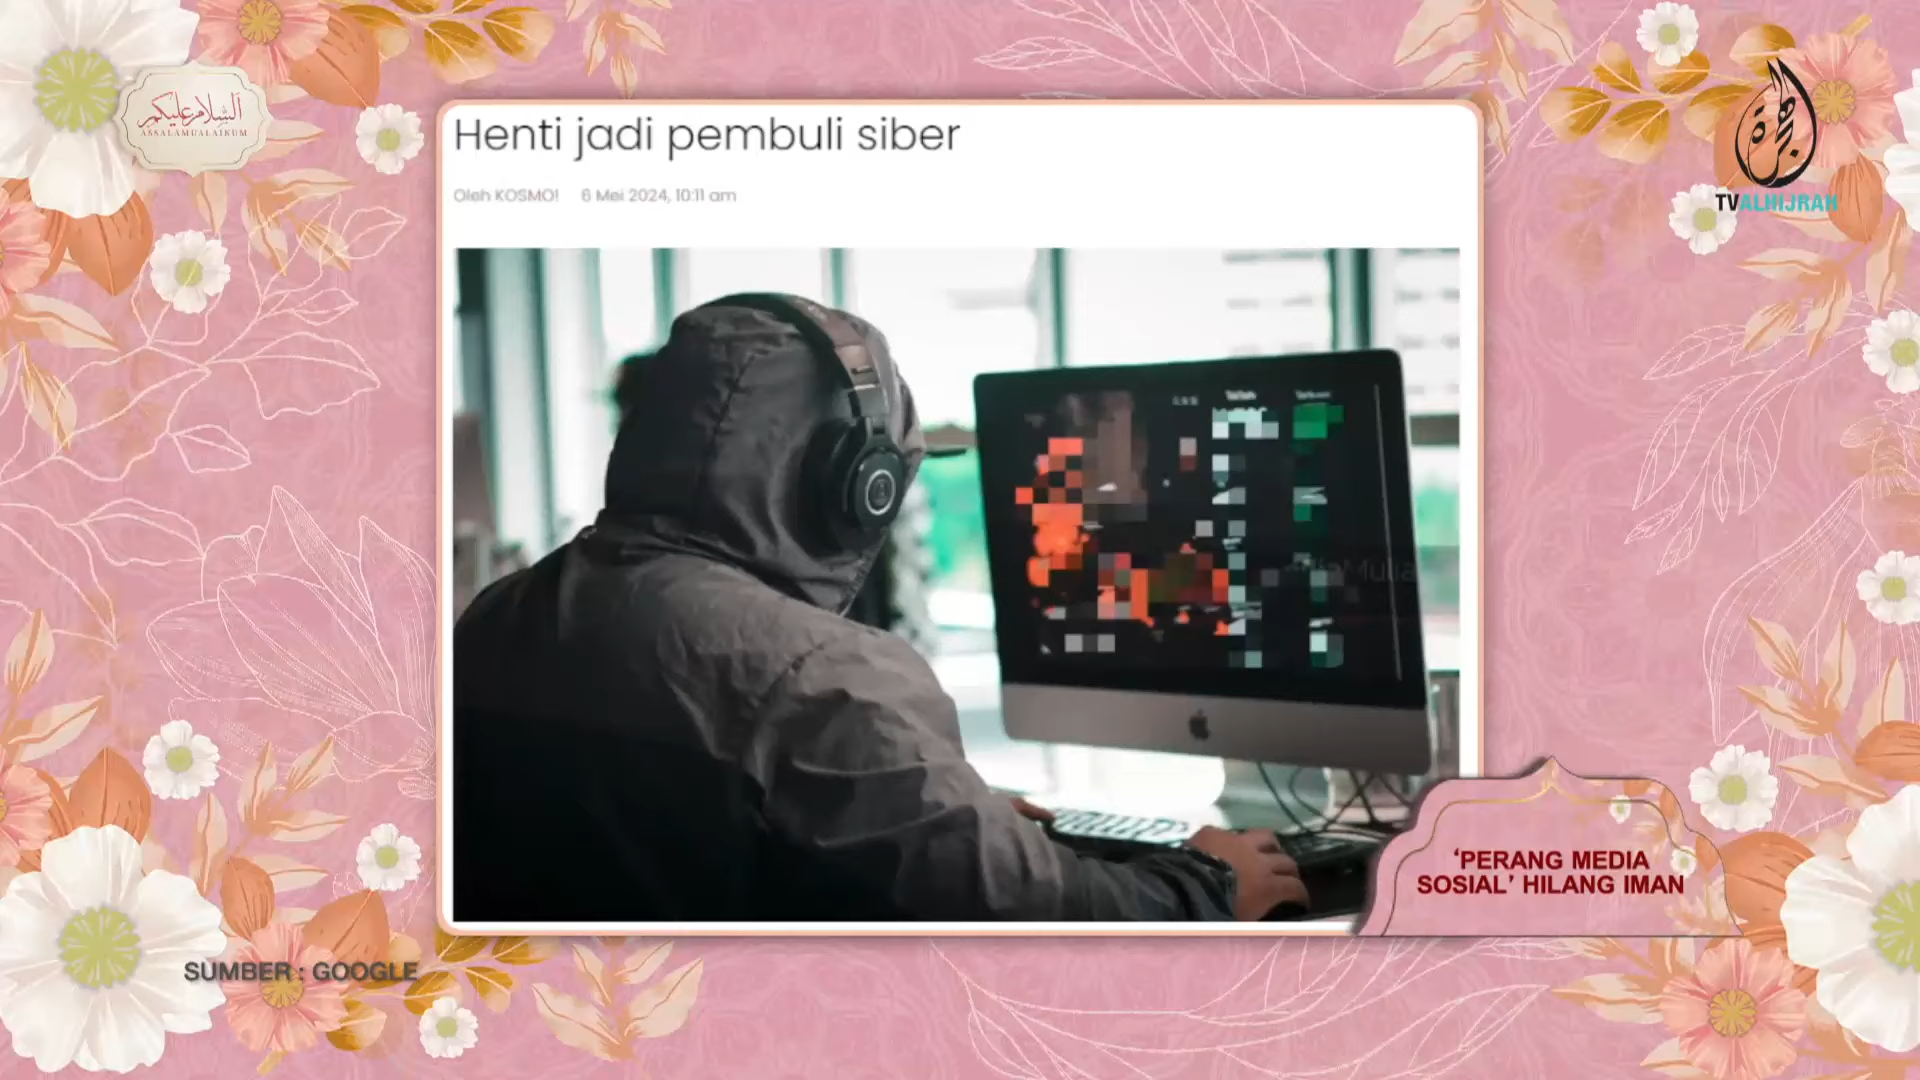 السلام عليكم
ASSALAMUALAIKUM
Henti jadi pembuli siber
Oleh KOSMO! 6 Mei 2024, 10:11 am
TVALHIJRAH
‘PERANG MEDIA
SOSIAL’ HILANG IMAN
SUMBER : GOOGLE